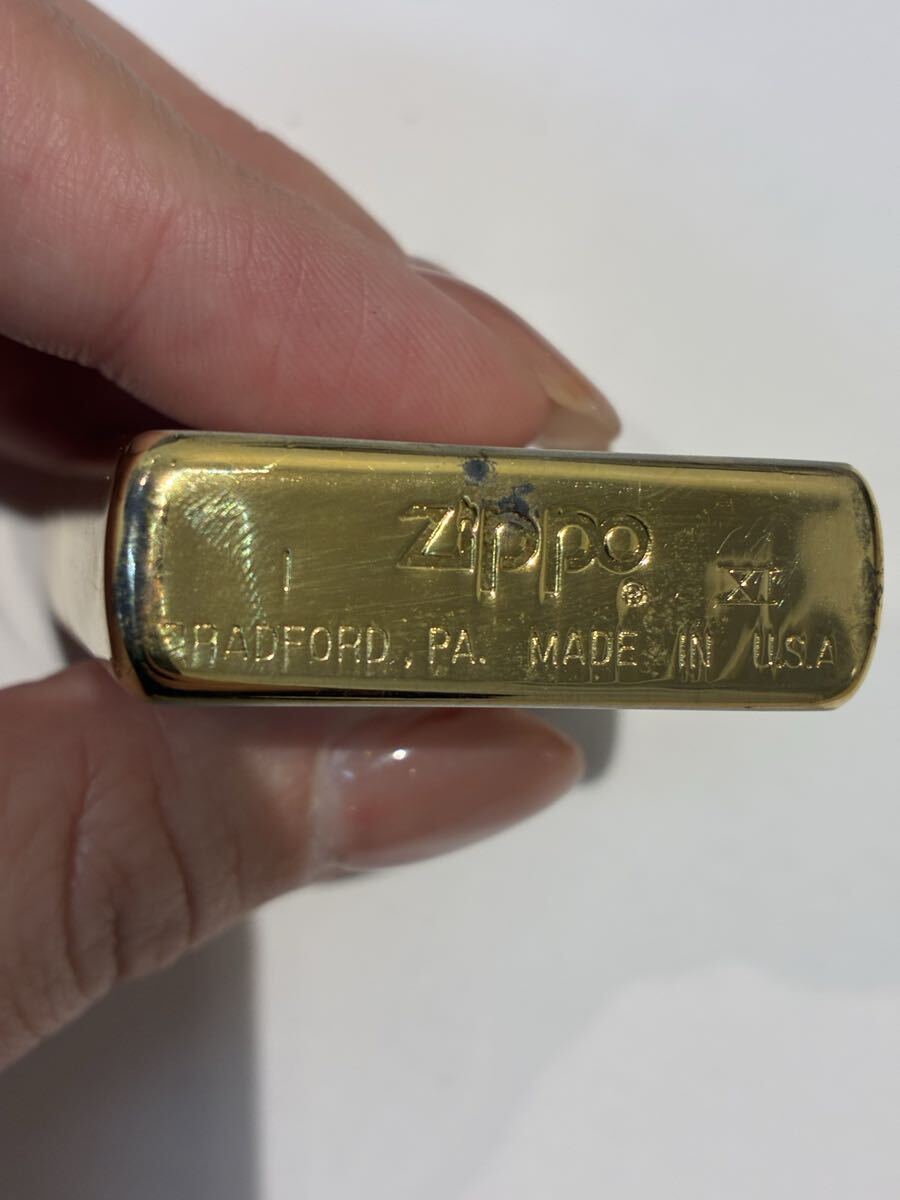 I Zippo ® XI
BRADFORD, PA. MADE IN U.S.A